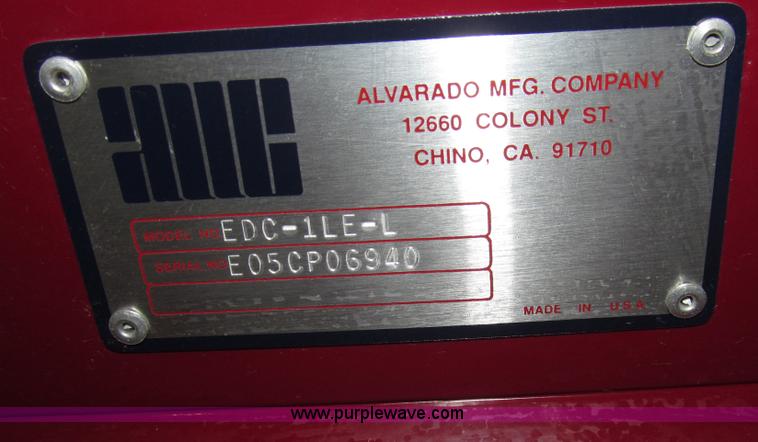 AMC
ALVARADO MFG. COMPANY
12660 COLONY ST.
CHINO, CA. 91710
MODEL NO. EDC-1LE-L
SERIAL NO. E05CP06940
MADE IN U.S.A.
www.purplewave.com